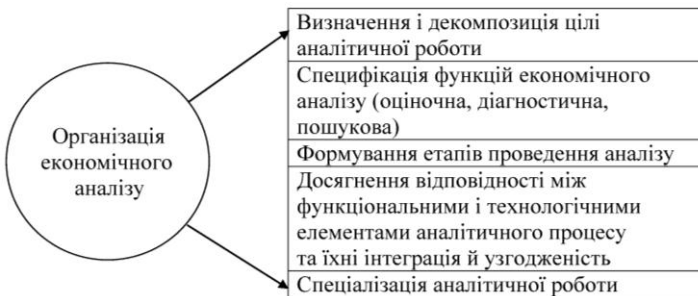 Організація
економічного
аналізу
Визначення і декомпозиція цілі
аналітичної роботи
Специфікація функцій економічного
аналізу (оціночна, діагностична,
пошукова)
Формування етапів проведення аналізу
Досягнення відповідності між
функціональними і технологічними
елементами аналітичного процесу
та їхні інтеграція й узгодженість
Спеціалізація аналітичної роботи